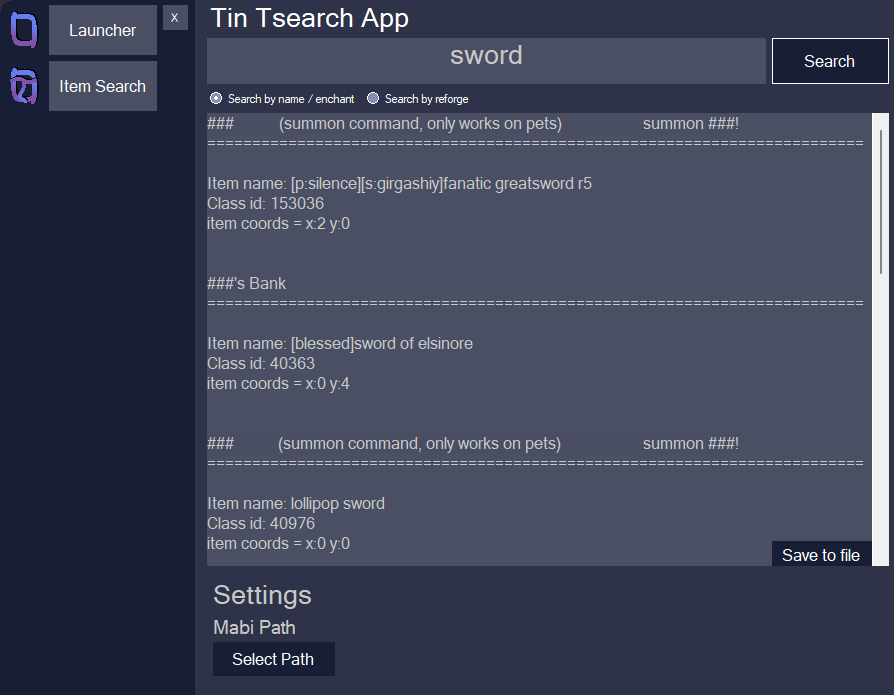 Launcher
X
Item Search
Tin Tsearch App
sword
Search
Search by name / enchant
Search by reforge
### (summon command, only works on pets) summon ###!
=========================================================================
Item name: [p:silence][s:girgashiy]fanatic greatsword r5
Class id: 153036
item coords = x:2 y:0
###'s Bank
=========================================================================
Item name: [blessed]sword of elsinore
Class id: 40363
item coords = x:0 y:4
### (summon command, only works on pets) summon ###!
=========================================================================
Item name: lollipop sword
Class id: 40976
item coords = x:0 y:0
Save to file
Settings
Mabi Path
Select Path